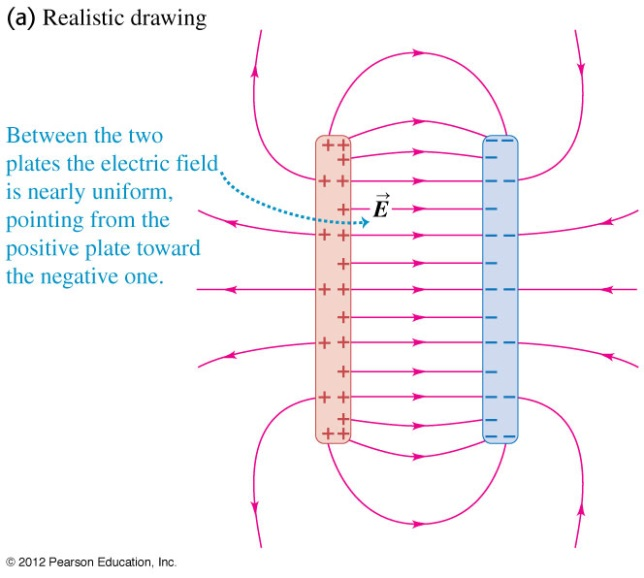 (a) Realistic drawing
Between the two
plates the electric field
is nearly uniform,
pointing from the
positive plate toward
the negative one.
E
© 2012 Pearson Education, Inc.